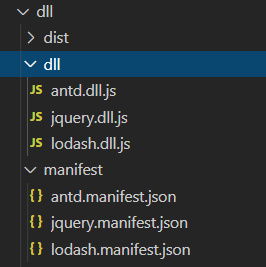 dll
dist
dll
JS antd.dll.js
JS jquery.dll.js
JS lodash.dll.js
manifest
{ } antd.manifest.json
{ } jquery.manifest.json
{ } lodash.manifest.json